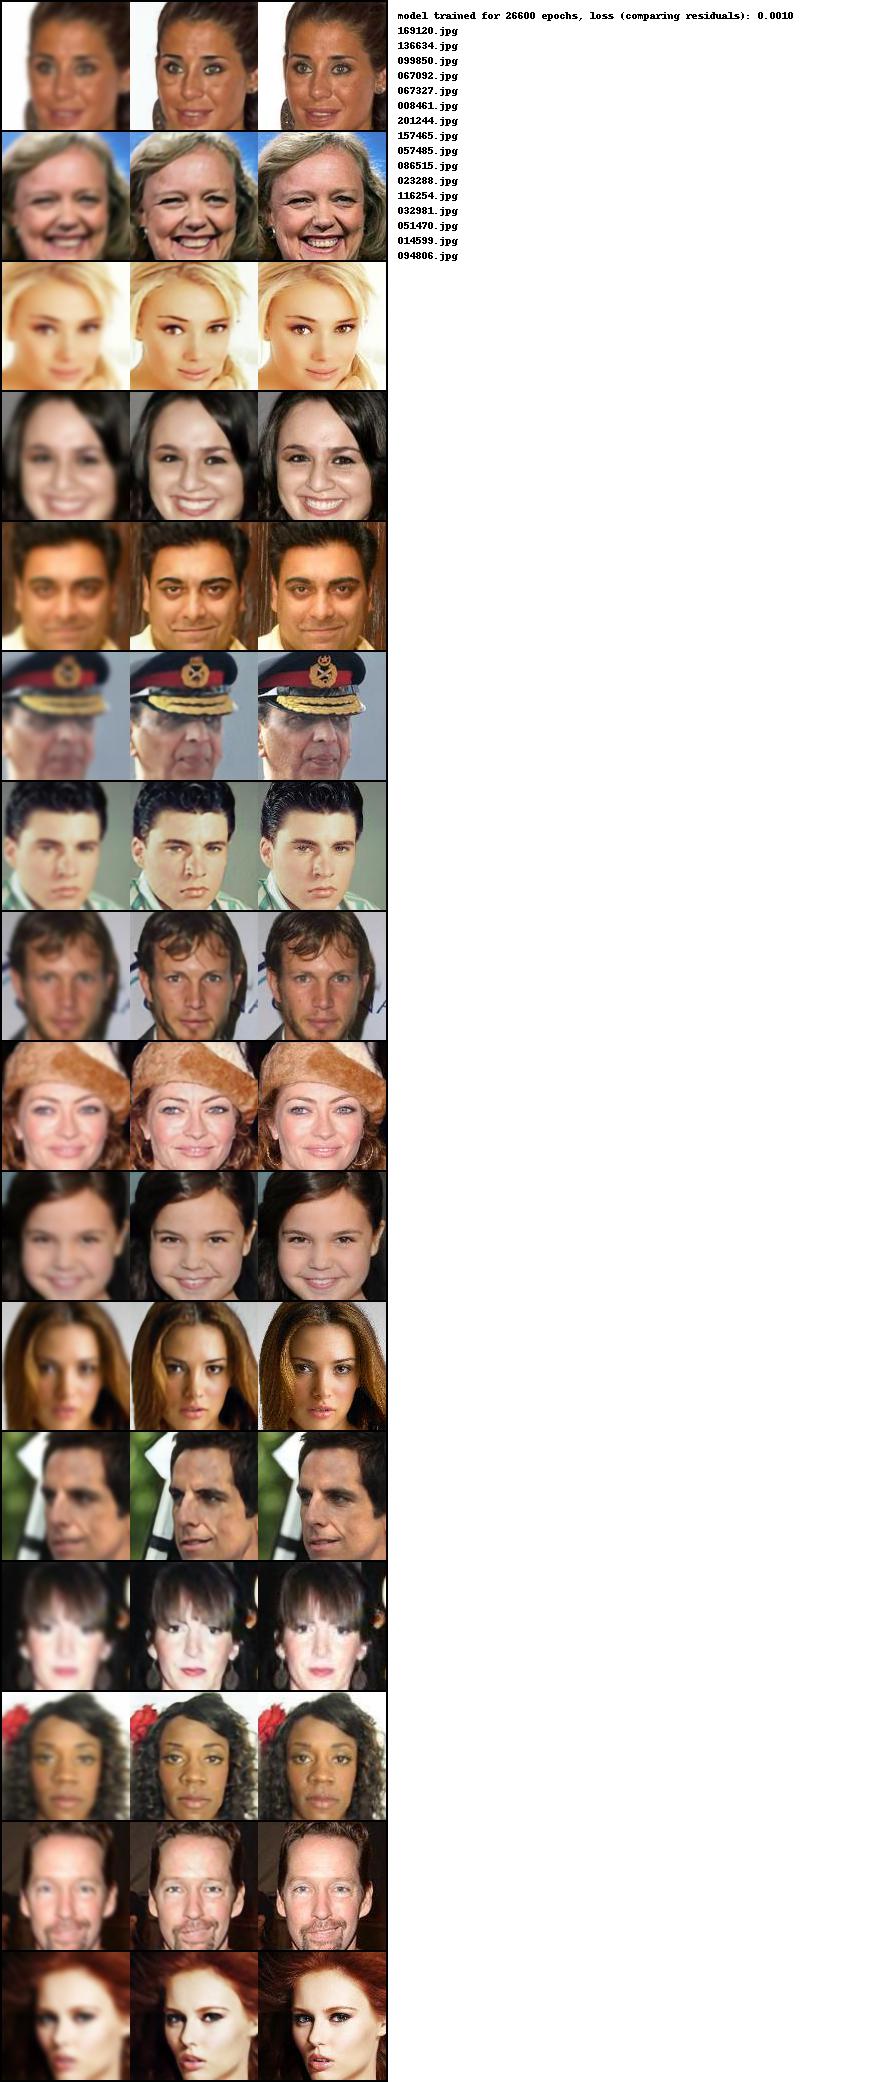 model trained for 26600 epochs, loss (comparing residuals): 0.0010
169120.jpg
136634.jpg
099850.jpg
067092.jpg
067327.jpg
008461.jpg
201244.jpg
157465.jpg
057485.jpg
086515.jpg
023288.jpg
116254.jpg
032981.jpg
051470.jpg
014599.jpg
094806.jpg